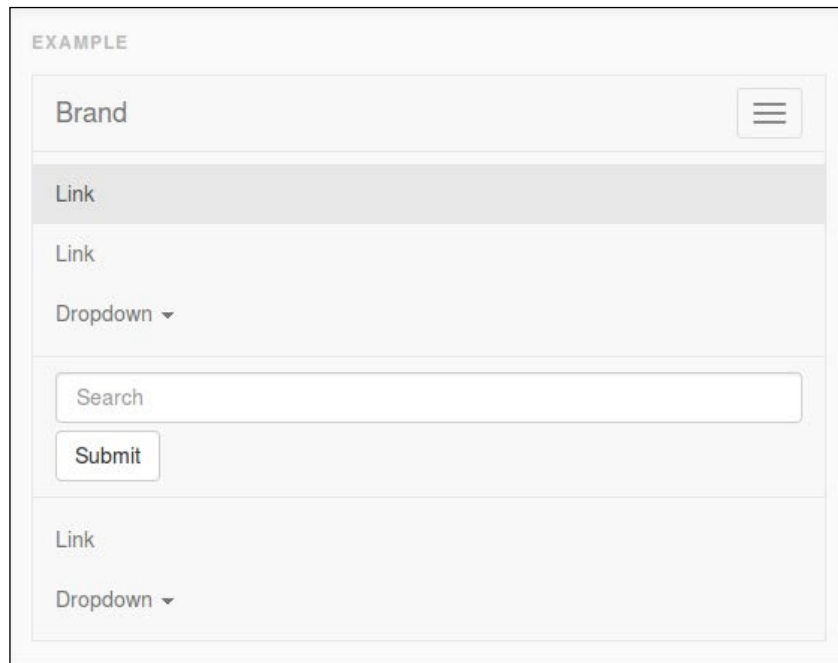 EXAMPLE
Brand
Link
Link
Dropdown
Search
Submit
Link
Dropdown